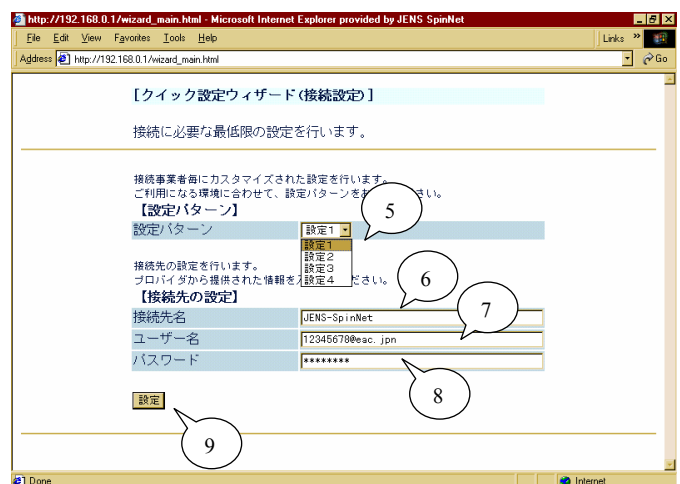 http://192.168.0.1/wizard_main.html - Microsoft Internet Explorer provided by JENS SpinNet
File Edit View Favorites Tools Help Links »
Address http://192.168.0.1/wizard_main.html Go
[クイック設定ウィザード(接続設定)]
接続に必要な最低限の設定を行います。
接続事業者毎にカスタマイズされた設定を行います。
ご利用になる環境に合わせて、設定パターンをお さい。
5
【設定パターン】
設定パターン 設定1
設定1
設定2
設定3
設定4
接続先の設定を行います。
プロバイダから提供された情報を ださい。
6
【接続先の設定】
接続先名 JENS-SpinNet
7
ユーザー名 12345678@eac.jpn
パスワード ********
8
設定
9
Done Internet